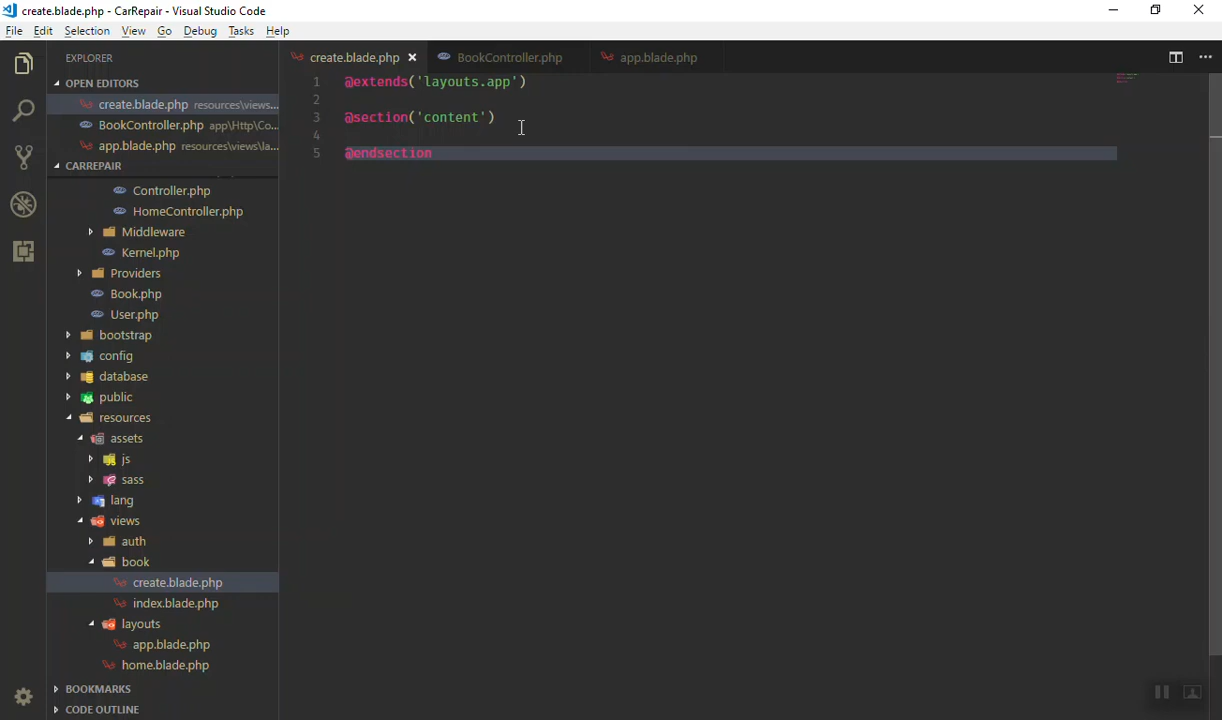 create.blade.php - CarRepair - Visual Studio Code
File Edit Selection View Go Debug Tasks Help
EXPLORER
create.blade.php
BookController.php
app.blade.php
OPEN EDITORS
create.blade.php resources\views...
BookController.php app\Http\Co...
app.blade.php resources\views\la...
CARREPAIR
Controller.php
HomeController.php
Middleware
Kernel.php
Providers
Book.php
User.php
bootstrap
config
database
public
resources
assets
js
sass
lang
views
auth
book
create.blade.php
index.blade.php
layouts
app.blade.php
home.blade.php
BOOKMARKS
CODE OUTLINE
1 @extends('layouts.app')
2
3 @section('content')
4
5 @endsection